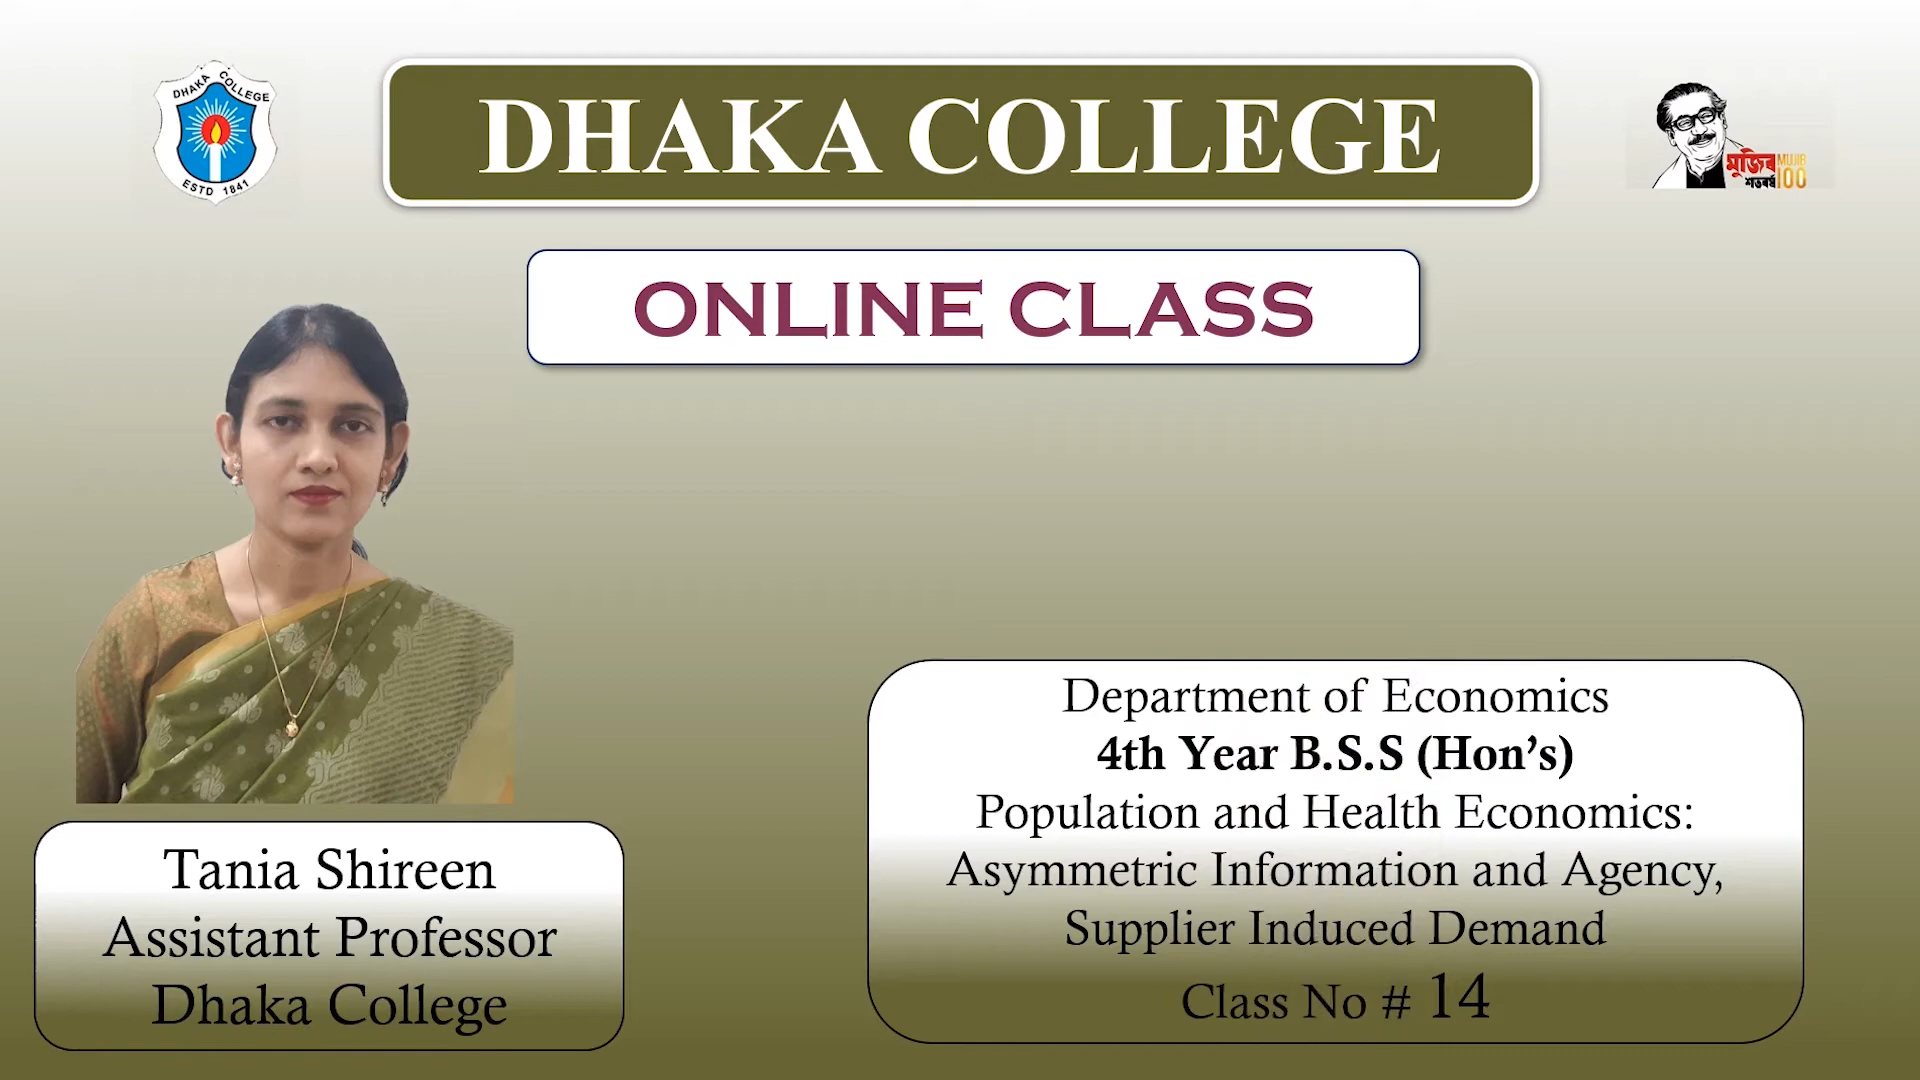 DHAKA COLLEGE
ESTD 1841
DHAKA COLLEGE
মুজিব MUJIB
শতবর্ষ 100
ONLINE CLASS
Tania Shireen
Assistant Professor
Dhaka College
Department of Economics
4th Year B.S.S (Hon’s)
Population and Health Economics:
Asymmetric Information and Agency,
Supplier Induced Demand
Class No # 14